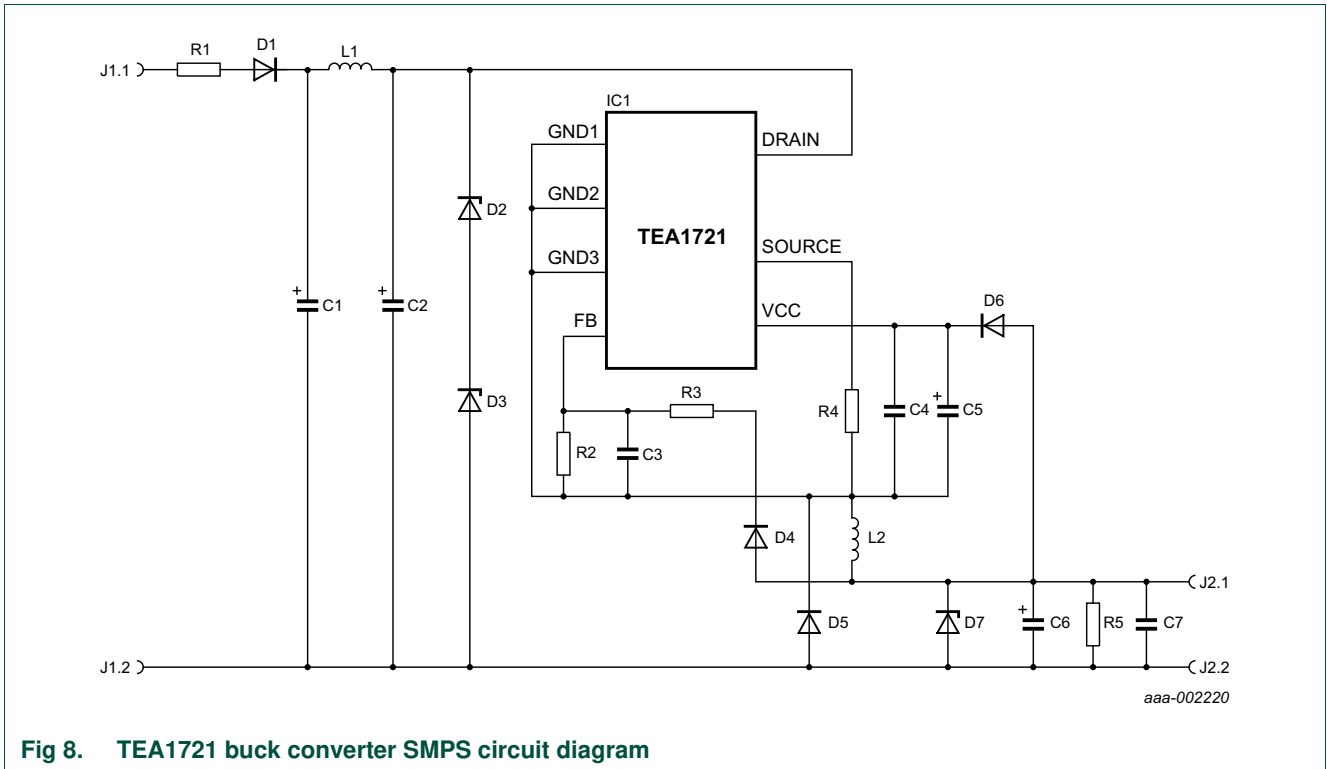 R1
D1
L1
J1.1
IC1
GND1
DRAIN
GND2
D2
TEA1721
SOURCE
GND3
+
C1
+
C2
VCC
D6
FB
D3
R3
R4
C4
+
C5
R2
C3
D4
L2
J2.1
D5
D7
+
C6
R5
C7
J1.2
J2.2
aaa-002220
Fig 8. TEA1721 buck converter SMPS circuit diagram